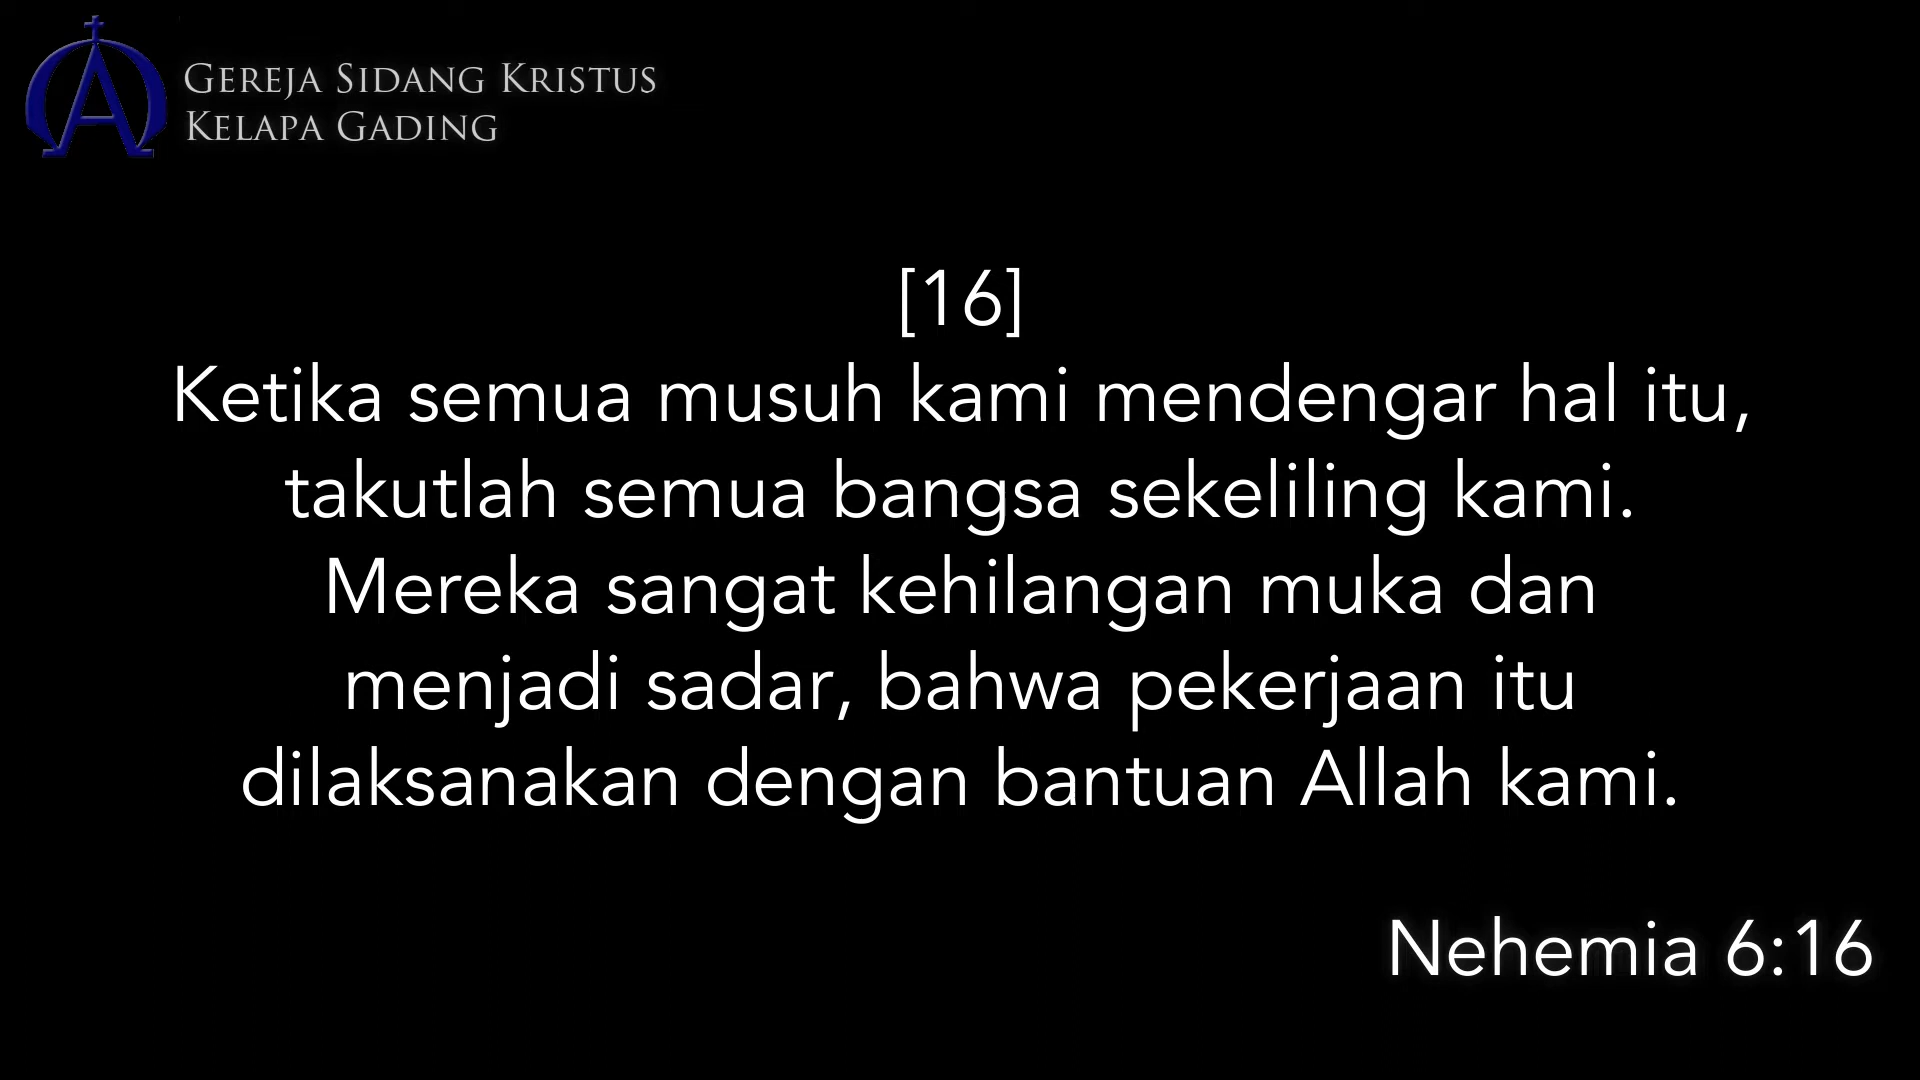 Gereja Sidang Kristus
Kelapa Gading
[16]
Ketika semua musuh kami mendengar hal itu,
takutlah semua bangsa sekeliling kami.
Mereka sangat kehilangan muka dan
menjadi sadar, bahwa pekerjaan itu
dilaksanakan dengan bantuan Allah kami.
Nehemia 6:16